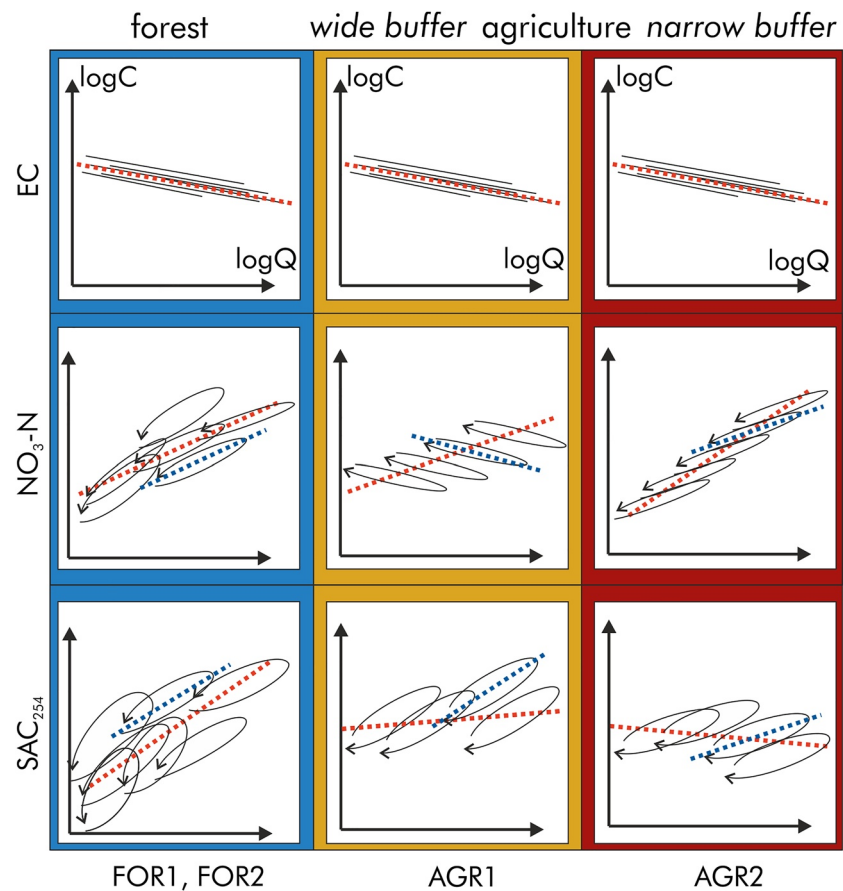 forest wide buffer agriculture narrow buffer
EC
logC
logQ
logC
logQ
logC
logQ
NO₃-N
SAC₂₅₄
FOR1, FOR2 AGR1 AGR2